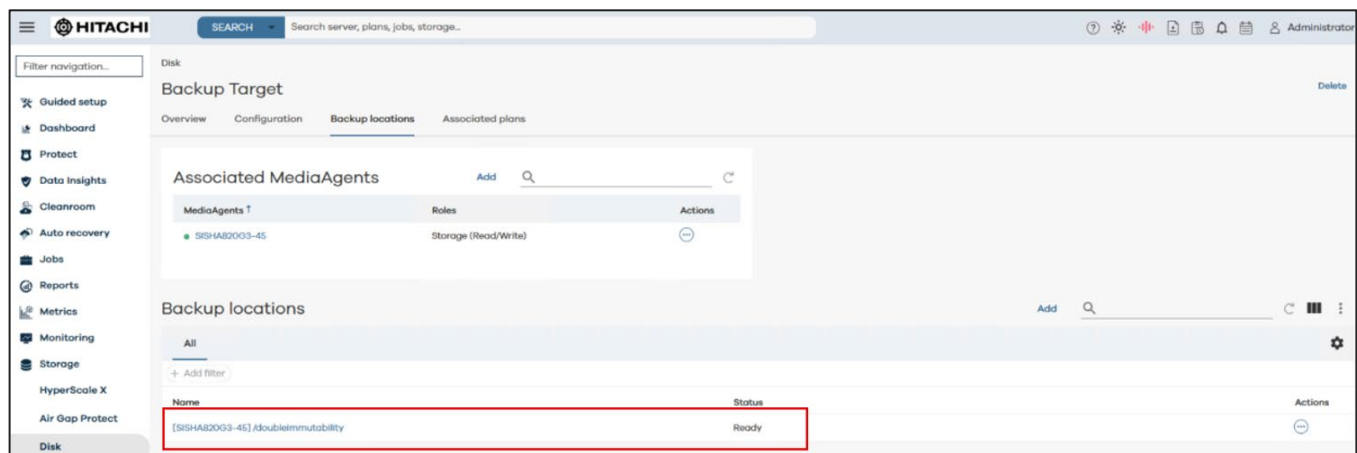 HITACHI
SEARCH
Search server, plans, jobs, storage...
Administrator
Filter navigation...
Guided setup
Dashboard
Protect
Data Insights
Cleanroom
Auto recovery
Jobs
Reports
Metrics
Monitoring
Storage
HyperScale X
Air Gap Protect
Disk
Disk
Backup Target
Delete
Overview Configuration Backup locations Associated plans
Associated MediaAgents Add
MediaAgents ↑ Roles Actions
SISHA820G3-45 Storage (Read/Write)
Backup locations Add
All
+ Add filter
Name Status Actions
[SISHA820G3-45] /doubleimmutability Ready